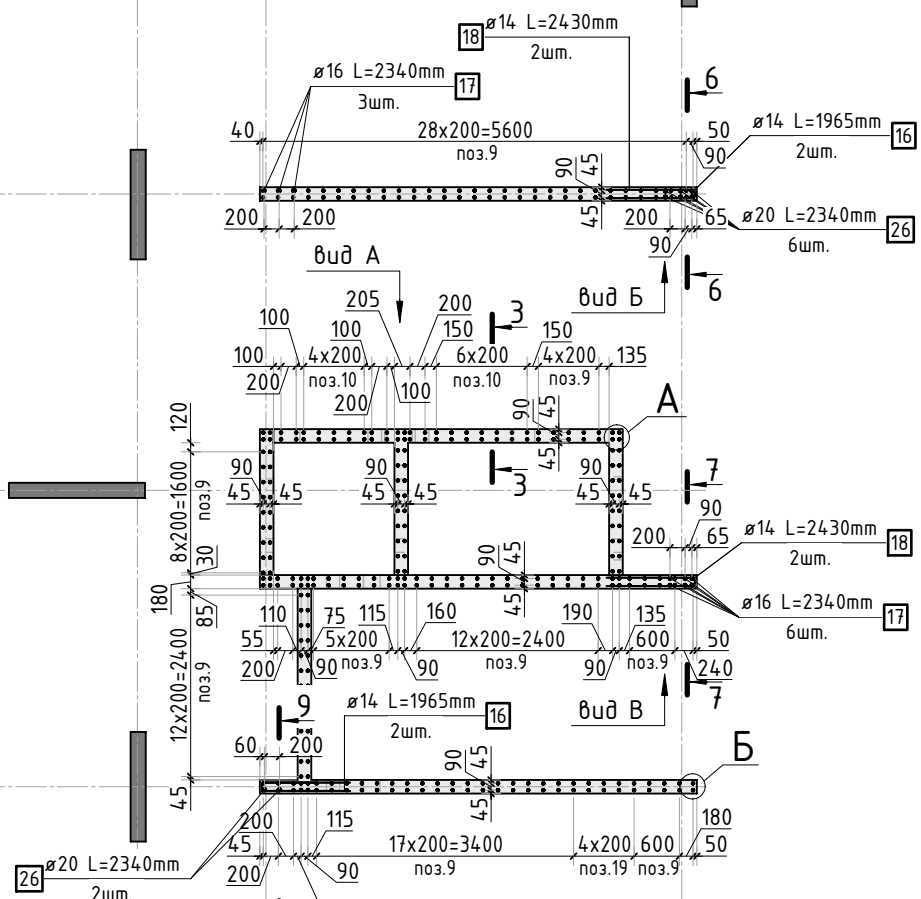 ø14 L=2430mm
18
2шт.
ø16 L=2340mm
17
3шт.
6
40
28x200=5600
50
поз.9
ø14 L=1965mm
16
2шт.
90
90
45
45
200
200
200
65
90
ø20 L=2340mm
26
6шт.
вид А
вид Б
6
205
200
3
100
100
150
150
100
4x200
6x200
4x200
135
200
поз.10
200
100
поз.10
поз.9
120
90
45
45
А
8x200=1600
поз.9
90
45
45
90
45
45
3
90
45
45
7
90
200
65
ø14 L=2430mm
18
2шт.
30
180
85
90
45
45
ø16 L=2340mm
17
6шт.
110
75
115
160
190
135
55
5x200
12x200=2400
600
50
200
90
поз.9
90
поз.9
90
поз.9
240
12x200=2400
поз.9
9
ø14 L=1965mm
16
2шт.
вид В
7
60
200
90
45
45
Б
45
200
115
180
45
17x200=3400
4x200
600
50
200
90
поз.9
поз.19
поз.9
ø20 L=2340mm
26
2шт.